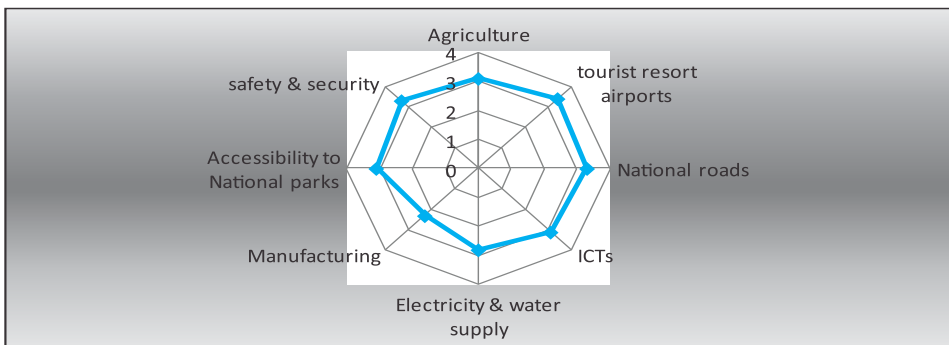 Agriculture
4
tourist resort
airports
safety & security
3
2
1
Accessibility to
National parks
0
National roads
Manufacturing
ICTs
Electricity & water
supply